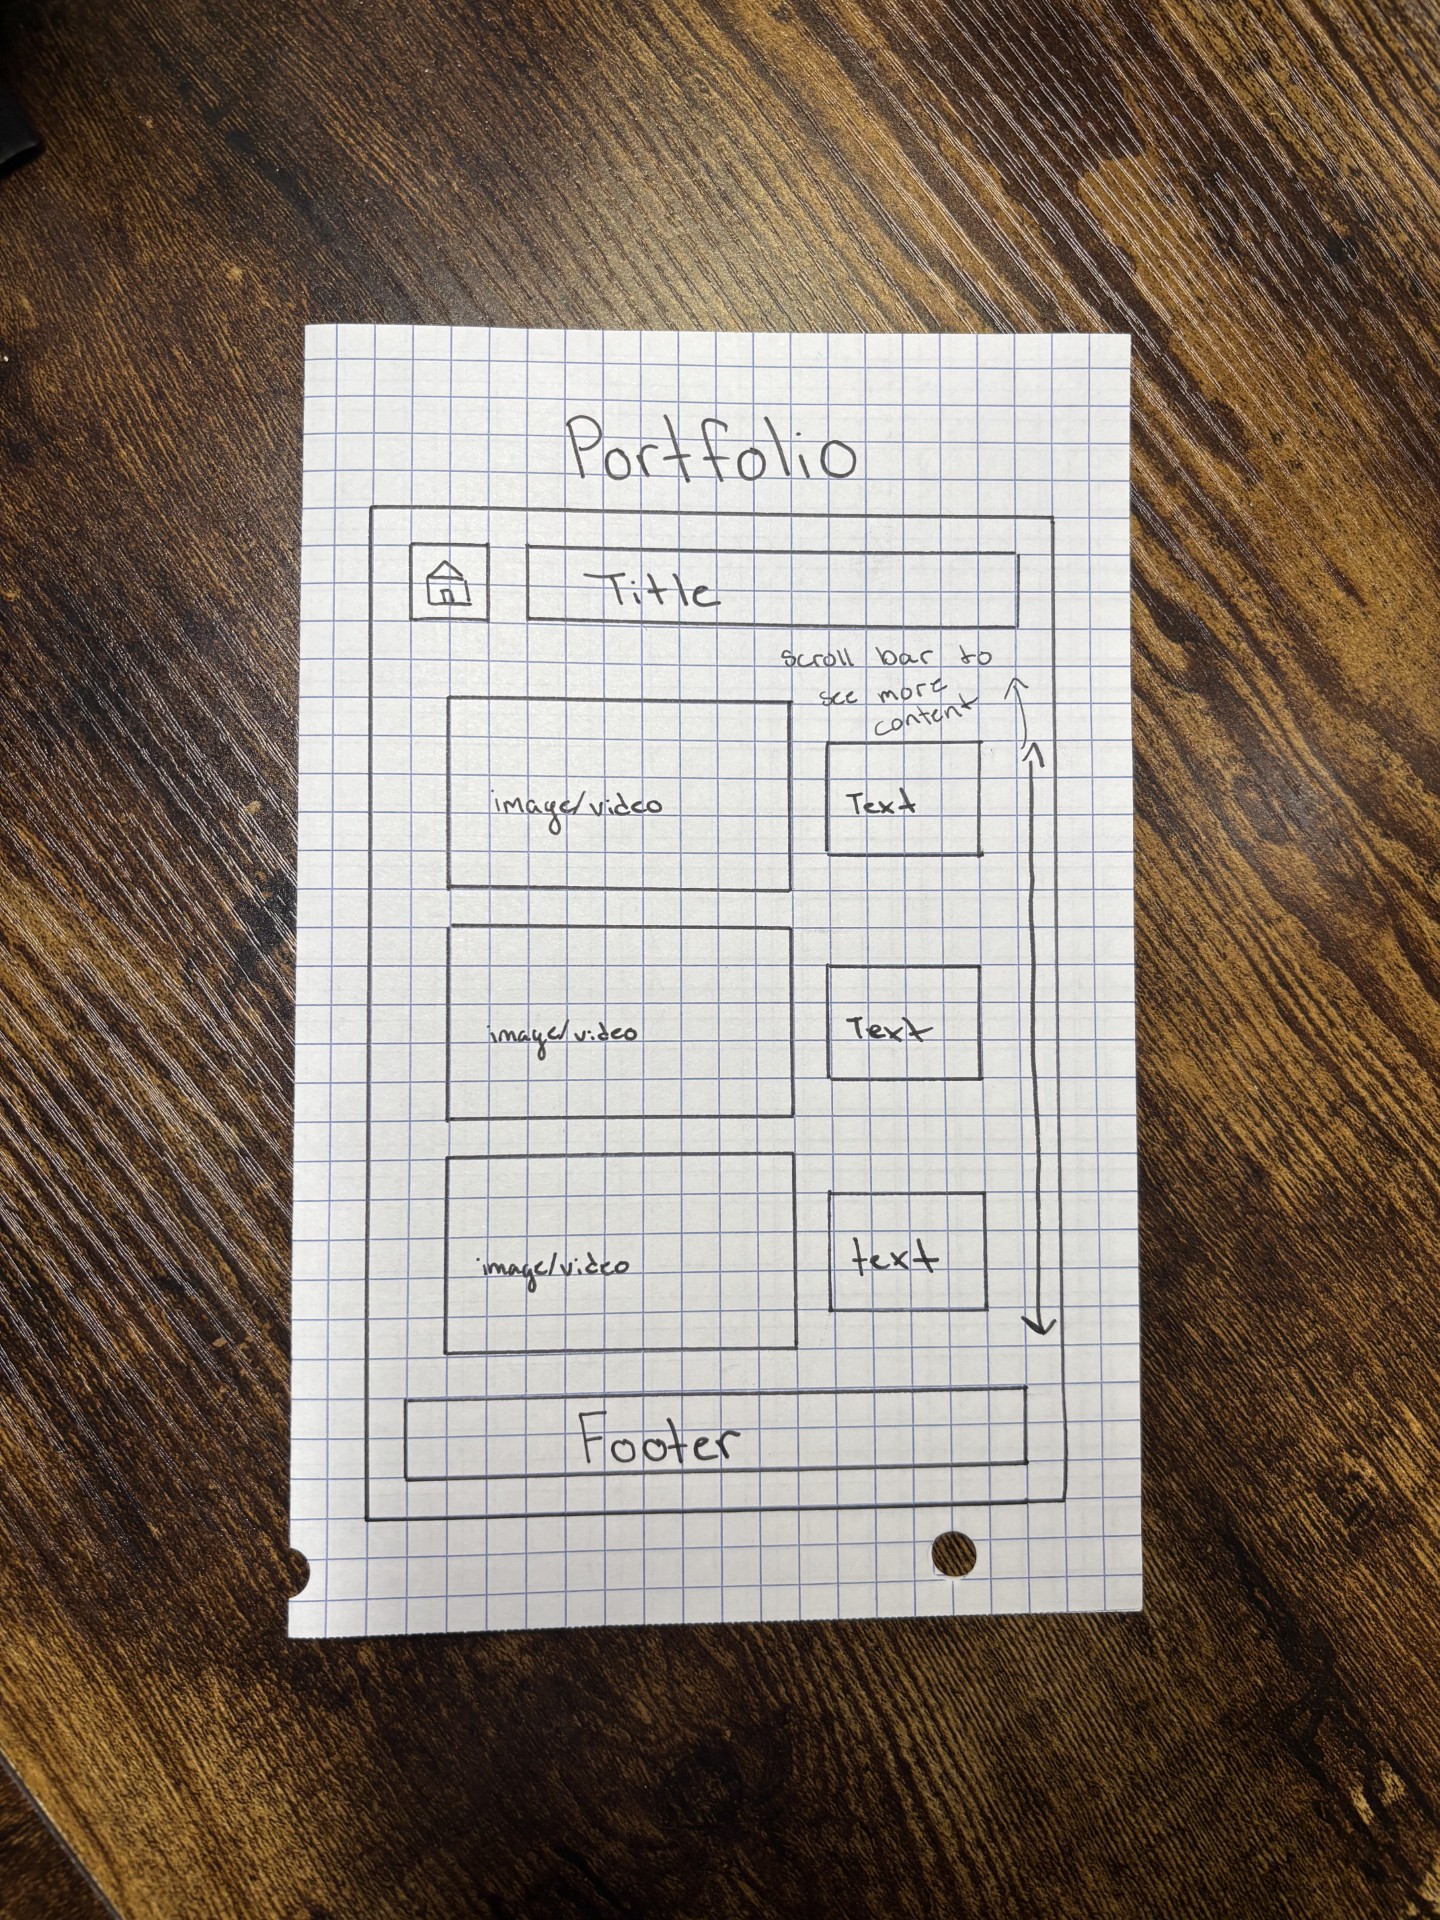 Portfolio
Title
scroll bar to
see more
content
image/video
Text
image/video
Text
image/video
text
Footer